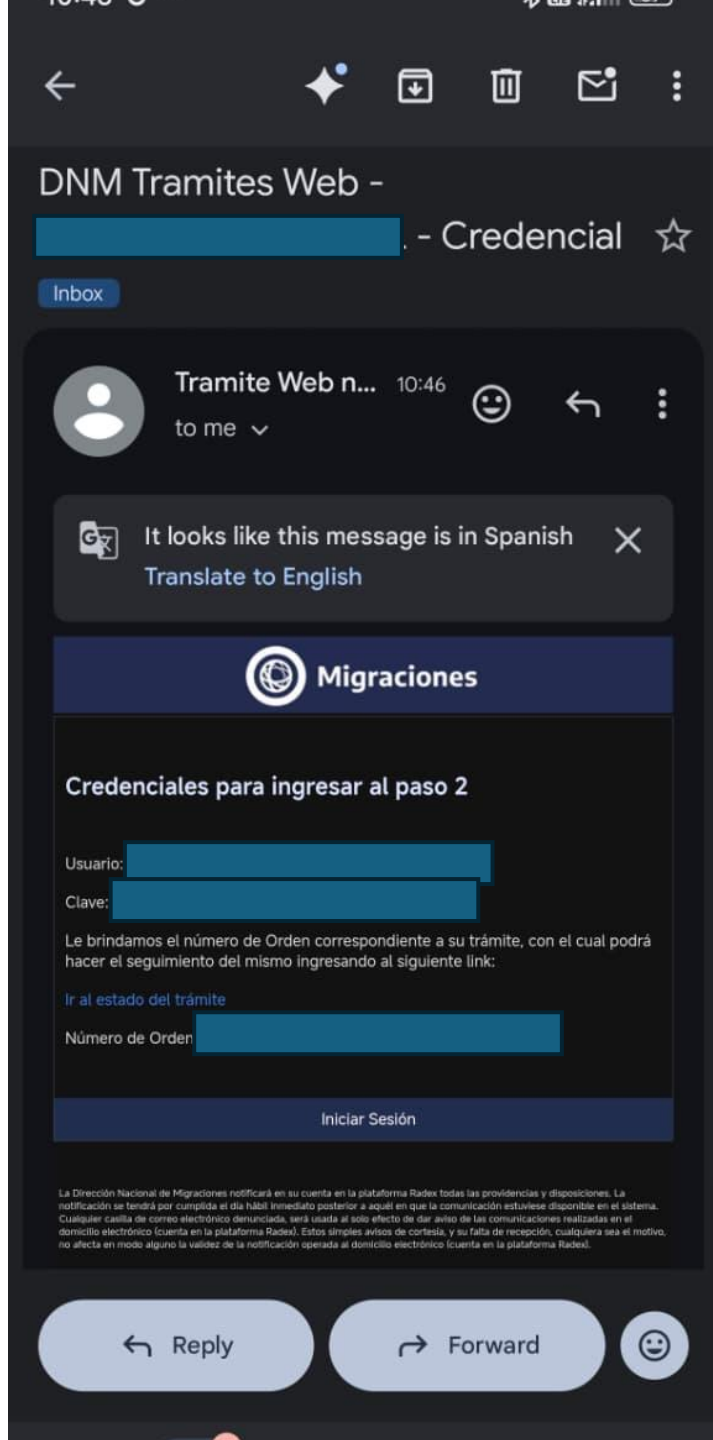 DNM Tramites Web -
. - Credencial
Inbox
Tramite Web n... 10:46
to me
It looks like this message is in Spanish
Translate to English
Migraciones
Credenciales para ingresar al paso 2
Usuario:
Clave:
Le brindamos el número de Orden correspondiente a su trámite, con el cual podrá
hacer el seguimiento del mismo ingresando al siguiente link:
Ir al estado del trámite
Número de Orden
Iniciar Sesión
La Dirección Nacional de Migraciones notificará en su cuenta en la plataforma Radex todas las providencias y disposiciones. La
notificación se tendrá por cumplida el día hábil inmediato posterior a aquél en que la comunicación estuviese disponible en el sistema.
Cualquier casilla de correo electrónico denunciada, será usada al solo efecto de dar aviso de las comunicaciones realizadas en el
domicilio electrónico (cuenta en la plataforma Radex). Estos simples avisos de cortesía, y su falta de recepción, cualquiera sea el motivo,
no afecta en modo alguno la validez de la notificación operada al domicilio electrónico (cuenta en la plataforma Radex).
Reply
Forward